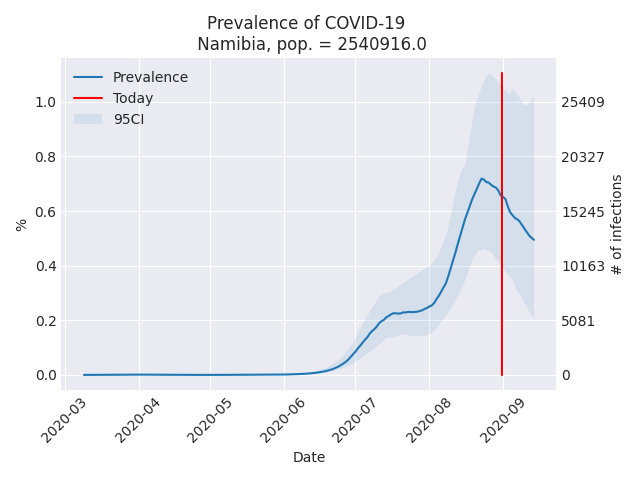 Prevalence of COVID-19
Namibia, pop. = 2540916.0
Prevalence
Today
95CI
1.0
0.8
0.6
0.4
0.2
0.0
%
25409
20327
15245
10163
5081
0
# of infections
2020-03
2020-04
2020-05
2020-06
2020-07
2020-08
2020-09
Date